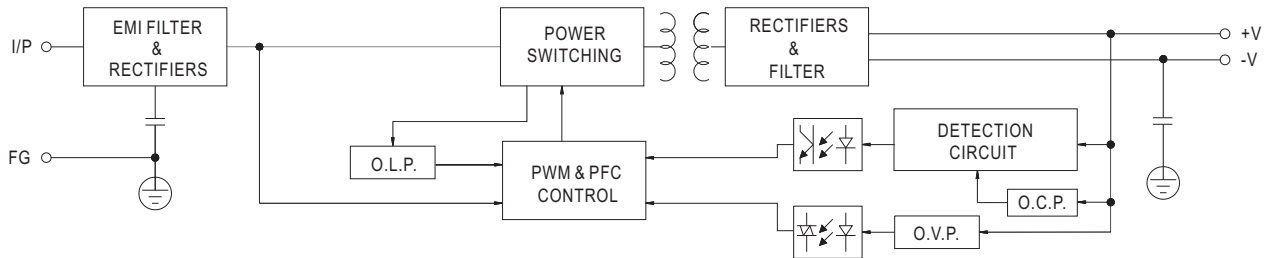 I/P
EMI FILTER
&
RECTIFIERS
POWER
SWITCHING
RECTIFIERS
&
FILTER
+V
-V
FG
O.L.P.
PWM & PFC
CONTROL
DETECTION
CIRCUIT
O.C.P.
O.V.P.